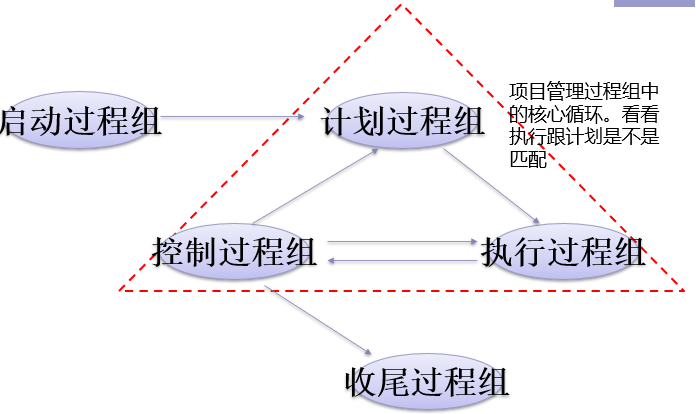 启动过程组
计划过程组
项目管理过程组中
的核心循环。看看
执行跟计划是不是
匹配
控制过程组
执行过程组
收尾过程组